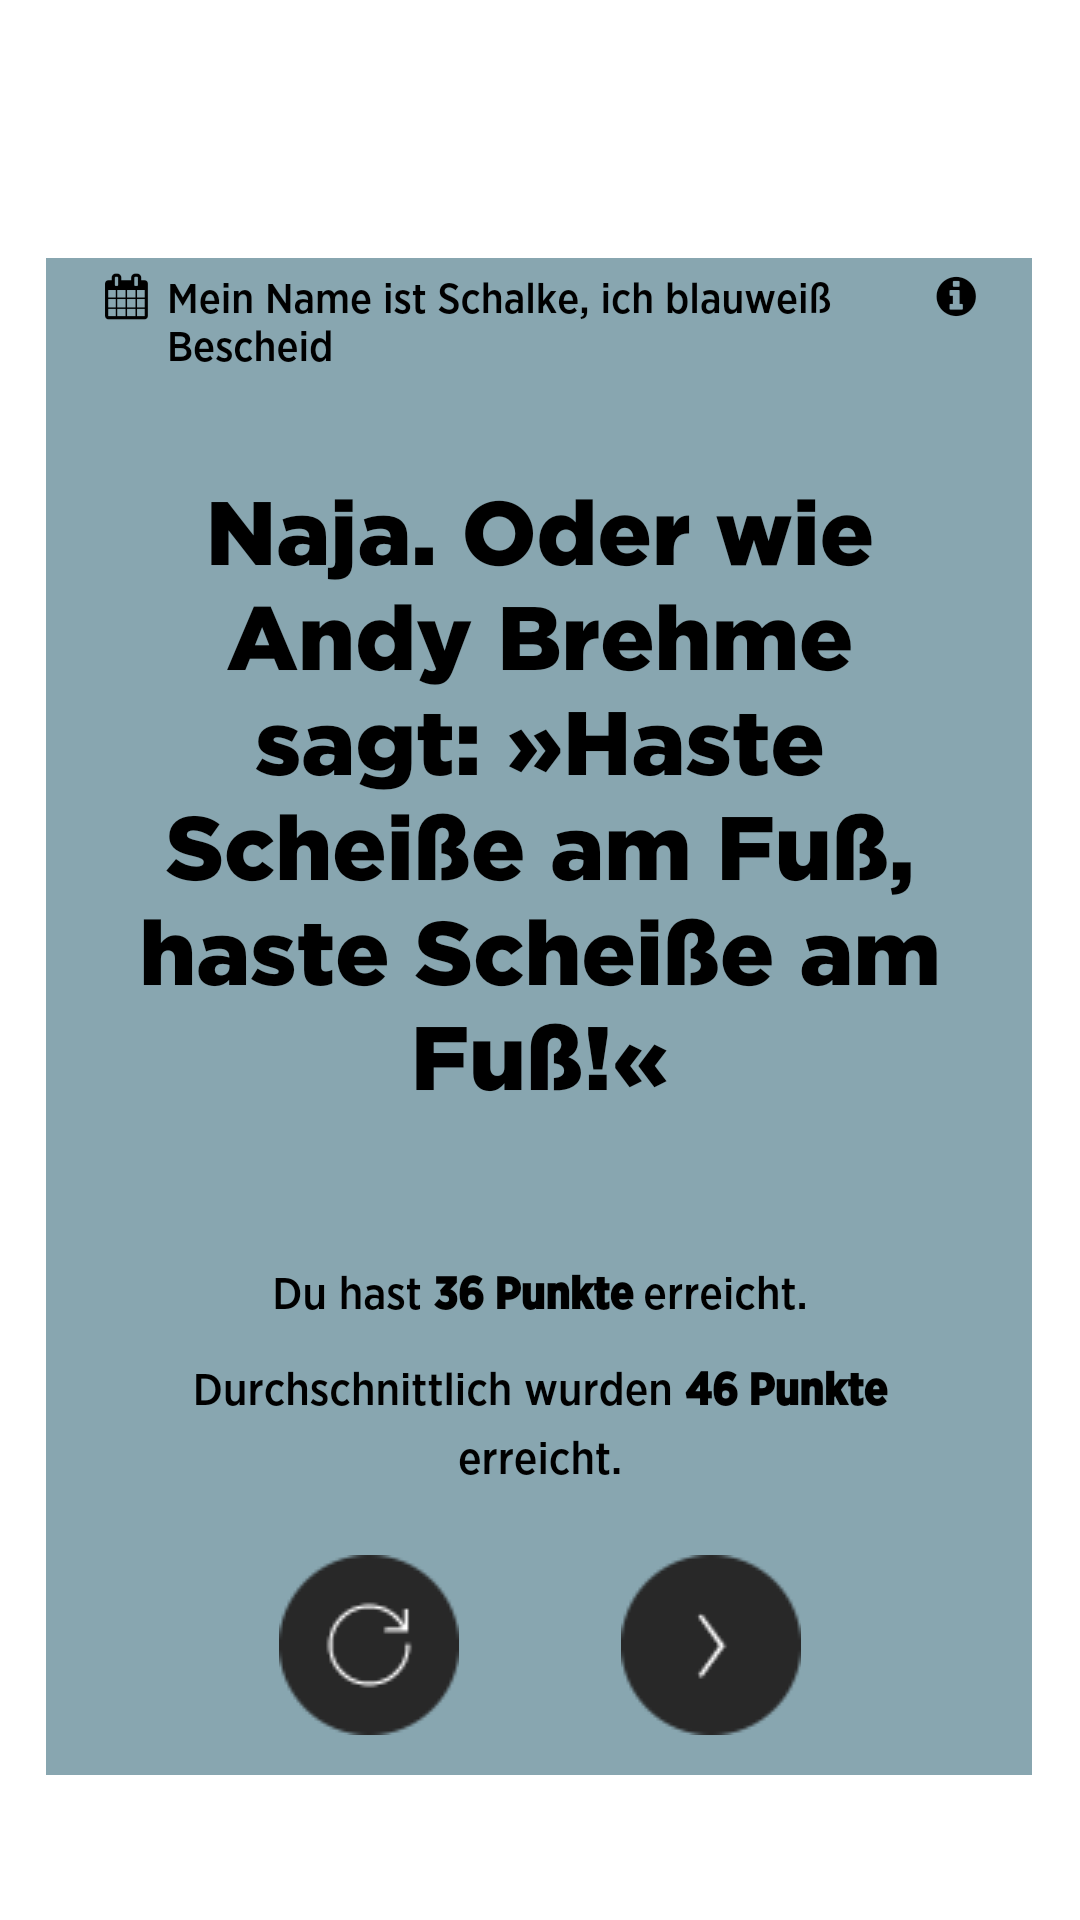 Mein Name ist Schalke, ich blauweiß
Bescheid
Naja. Oder wie
Andy Brehme
sagt: »Haste
Scheiße am Fuß,
haste Scheiße am
Fuß!«
Du hast 36 Punkte erreicht.
Durchschnittlich wurden 46 Punkte
erreicht.